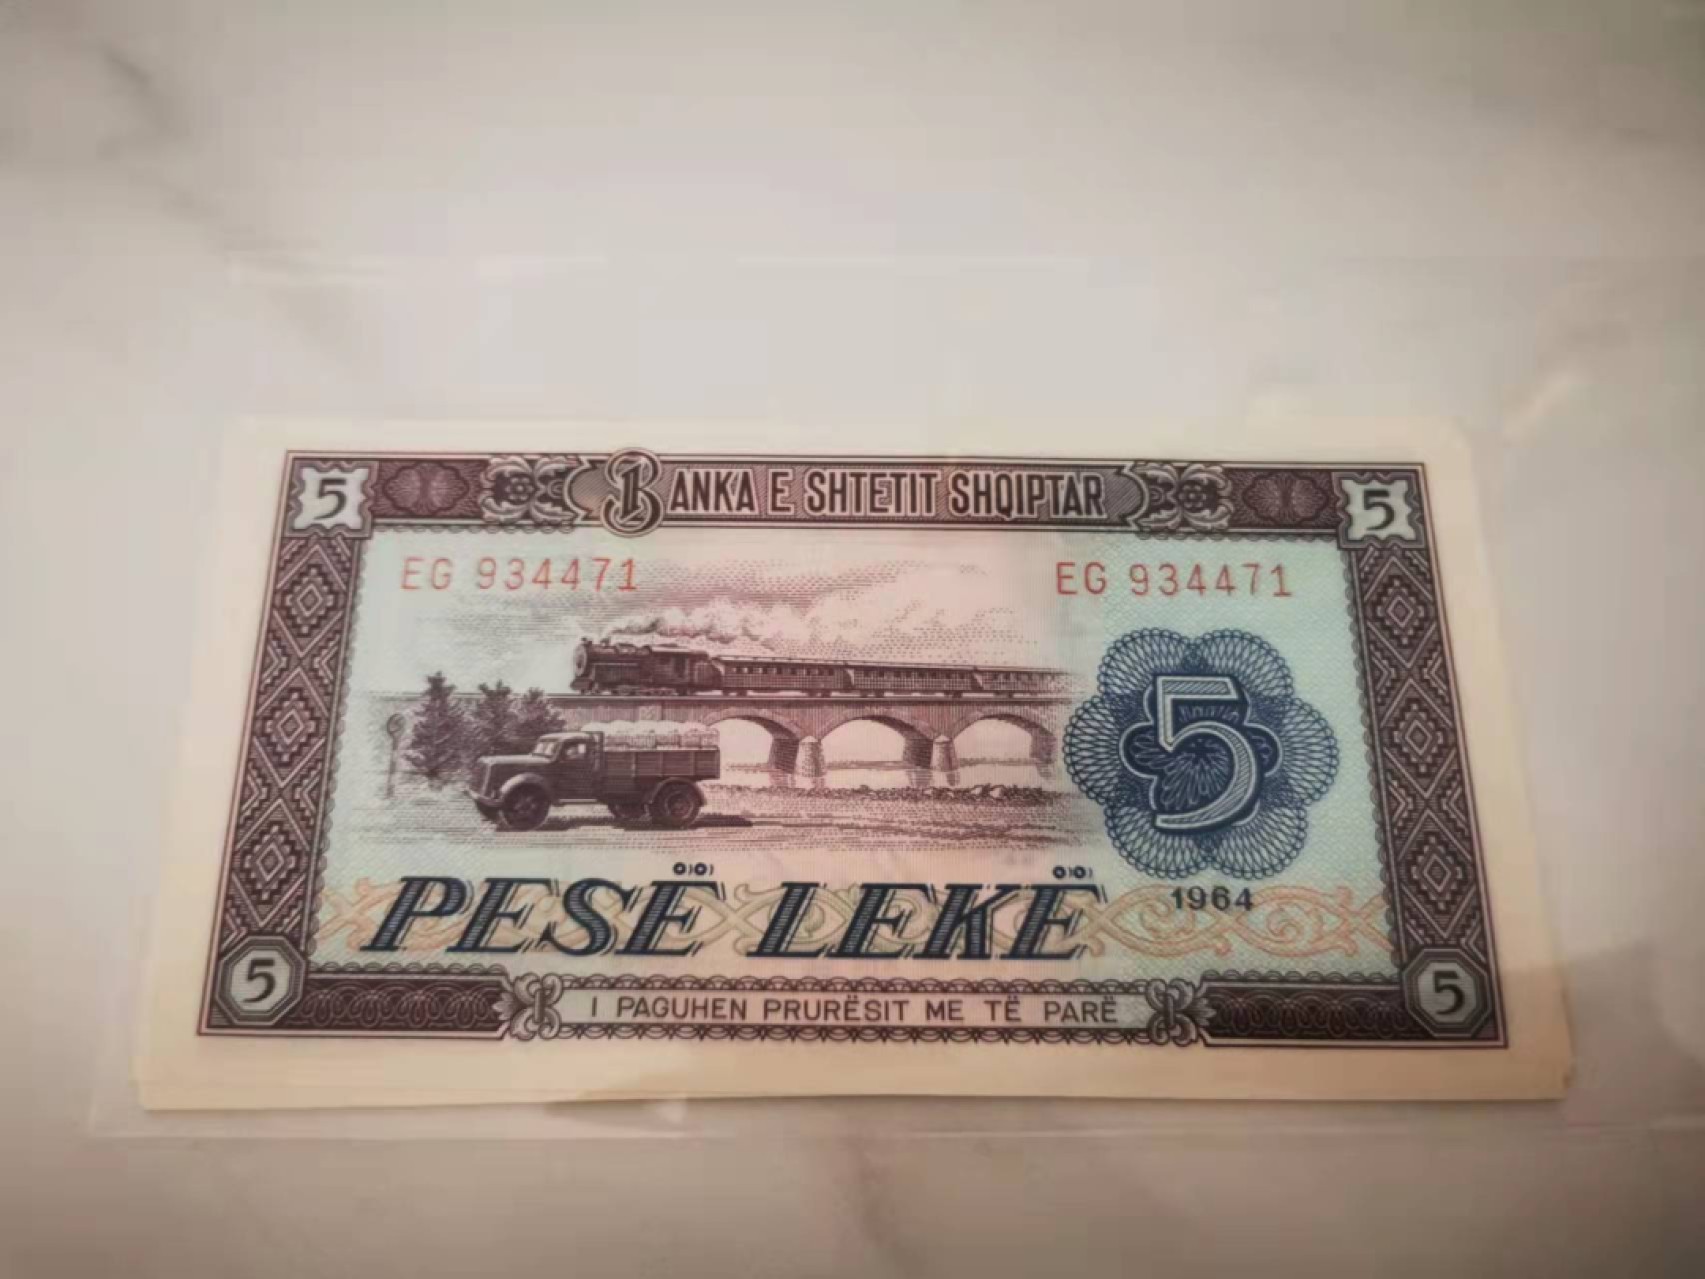 5 BANKA E SHTETIT SHQIPTAR 5
EG 934471 EG 934471
5
PESË LEKË 1964
5 I PAGUHEN PRURËSIT ME TË PARË 5